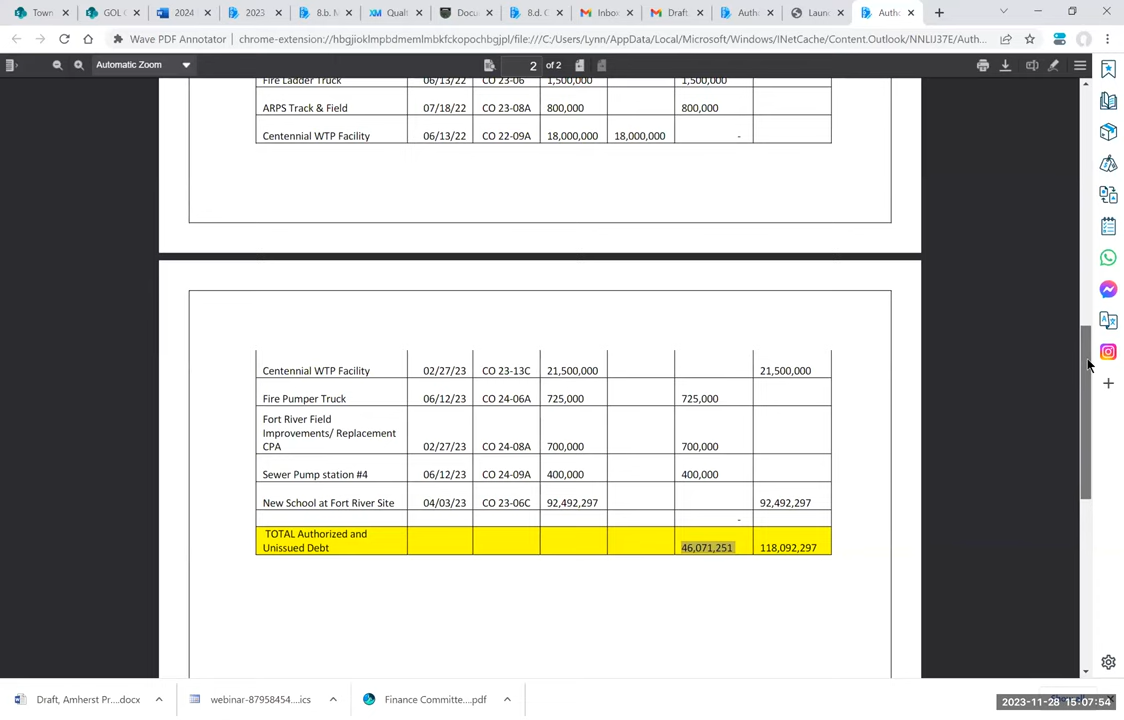 Town
GOL C
2024
2023
8.b. M
Quali
Docu
8.d. C
Inbox
Draft
Autho
Launc
Autho
Wave PDF Annotator | chrome-extension://hbgjioklmpbdmemlmbkfckopochbgjpl/file:///C:/Users/Lynn/AppData/Local/Microsoft/Windows/INetCache/Content.Outlook/NNLIJ37E/Auth...
Automatic Zoom 2 of 2
Fire Ladder Truck 06/13/22 CO 23-06 1,500,000 1,500,000
ARPS Track & Field 07/18/22 CO 23-08A 800,000 800,000
Centennial WTP Facility 06/13/22 CO 22-09A 18,000,000 18,000,000 -
Centennial WTP Facility 02/27/23 CO 23-13C 21,500,000 21,500,000
Fire Pumper Truck 06/12/23 CO 24-06A 725,000 725,000
Fort River Field
Improvements/ Replacement
CPA 02/27/23 CO 24-08A 700,000 700,000
Sewer Pump station #4 06/12/23 CO 24-09A 400,000 400,000
New School at Fort River Site 04/03/23 CO 23-06C 92,492,297 92,492,297
-
TOTAL Authorized and
Unissued Debt 46,071,251 118,092,297
Draft, Amherst Pr....docx
webinar-87958454....ics
Finance Committe....pdf
2023-11-28 15:07:54